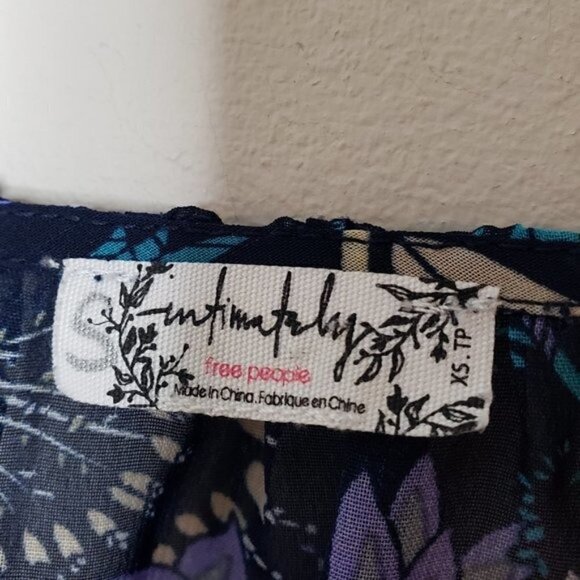 intimately
free people
Made in China. Fabriqué en Chine
XS. TP